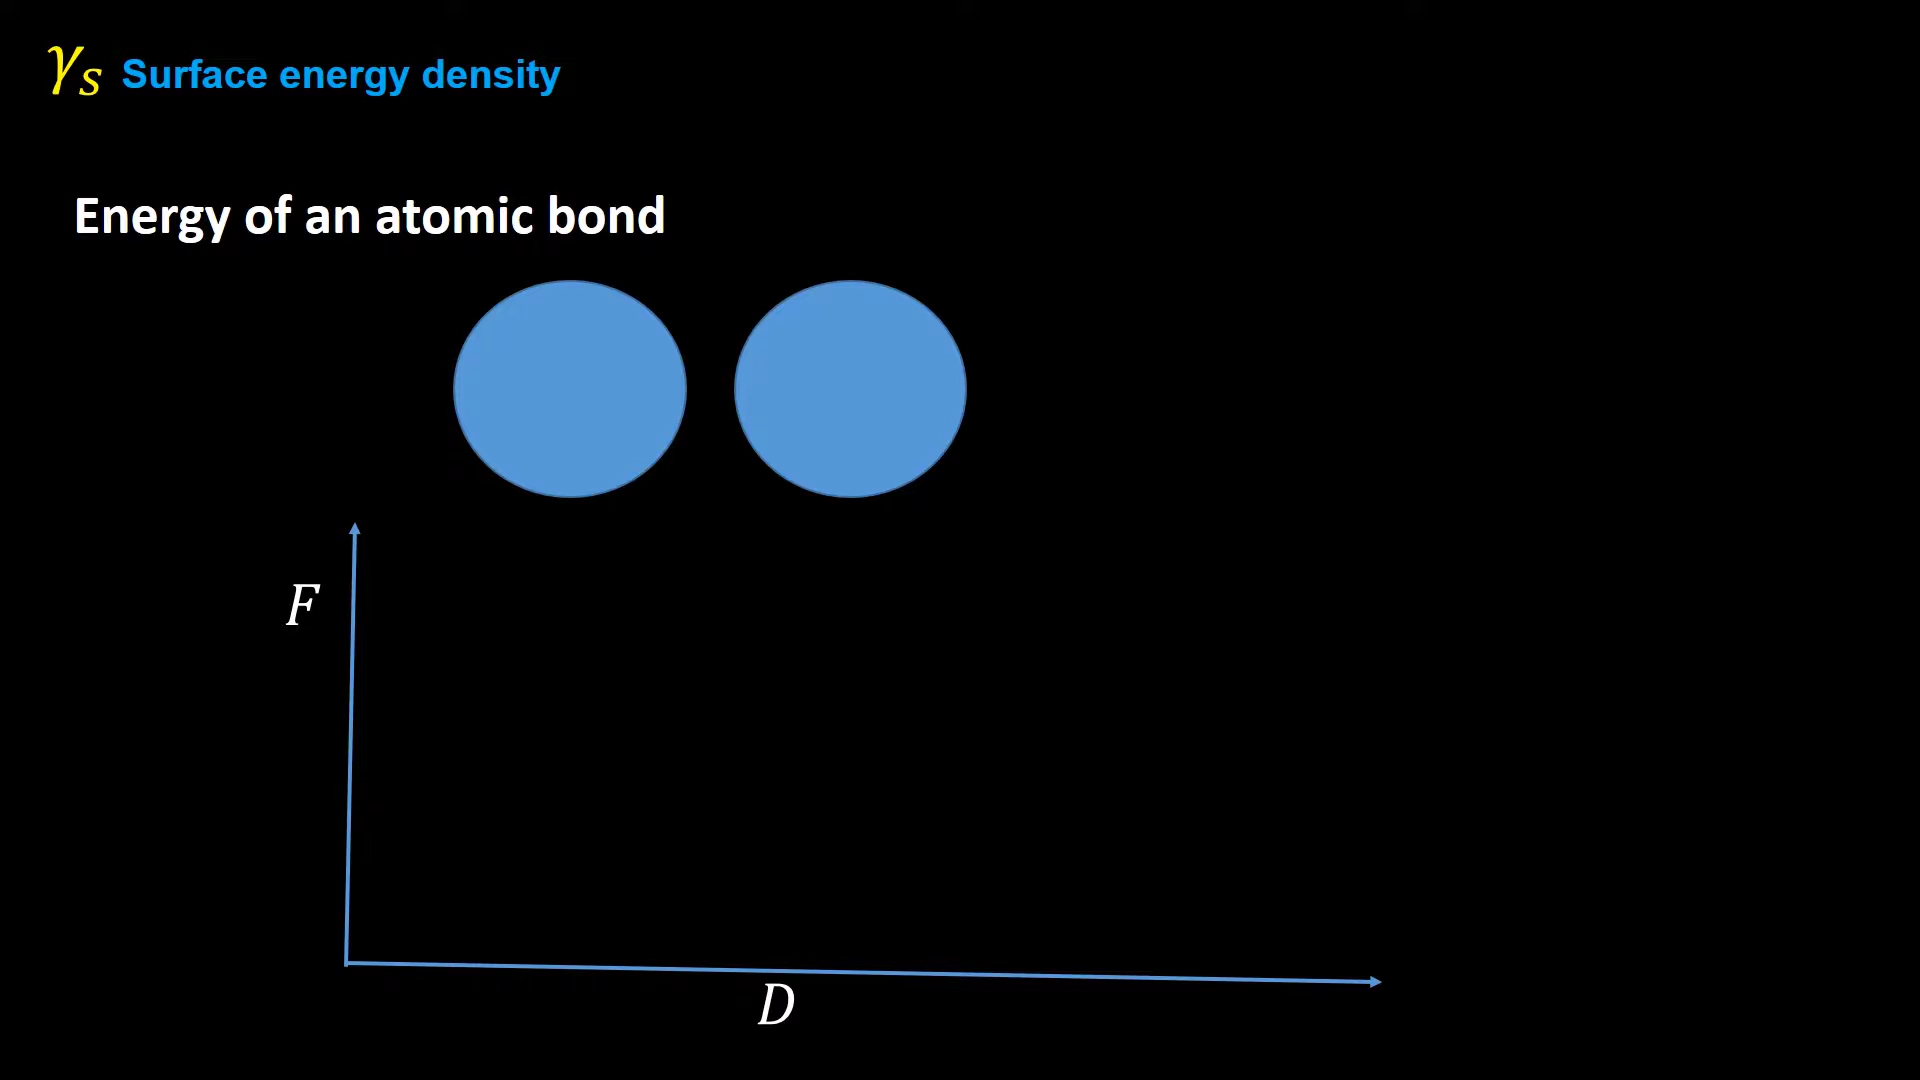 γₛ Surface energy density
Energy of an atomic bond
F
D